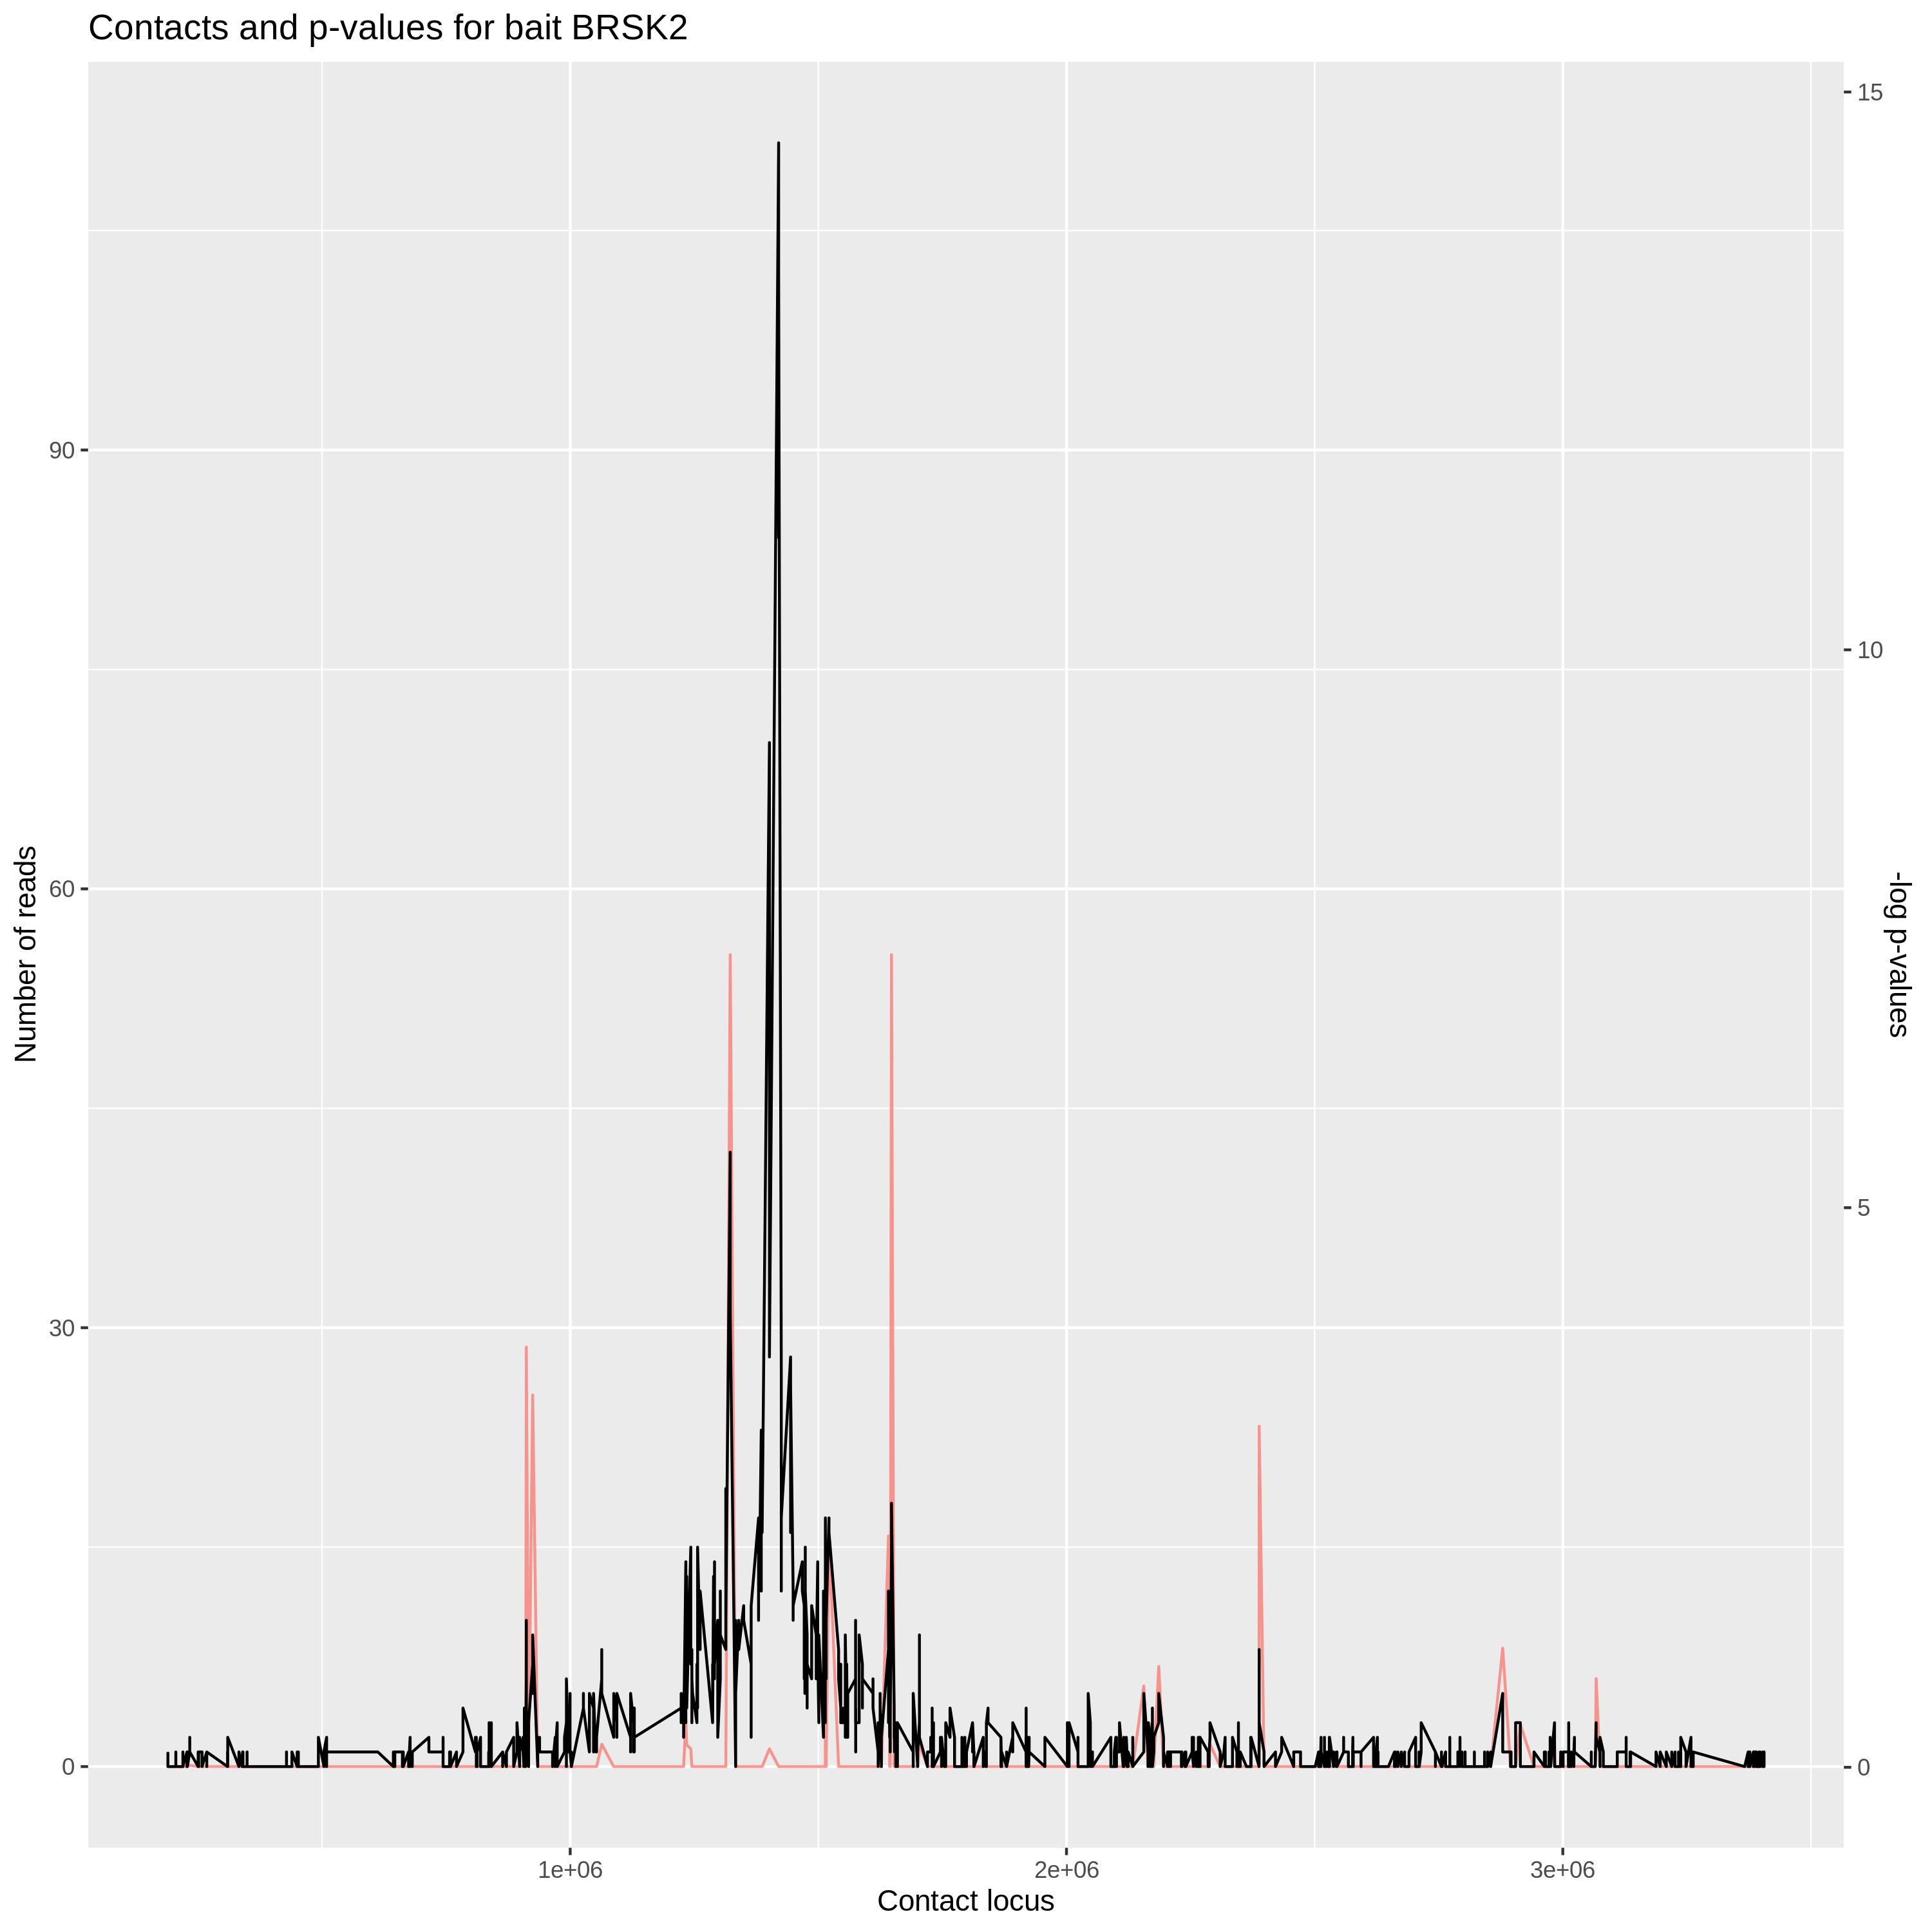 Contacts and p-values for bait BRSK2
Number of reads
90
60
30
0
15
10
5
0
-log p-values
1e+06
2e+06
3e+06
Contact locus